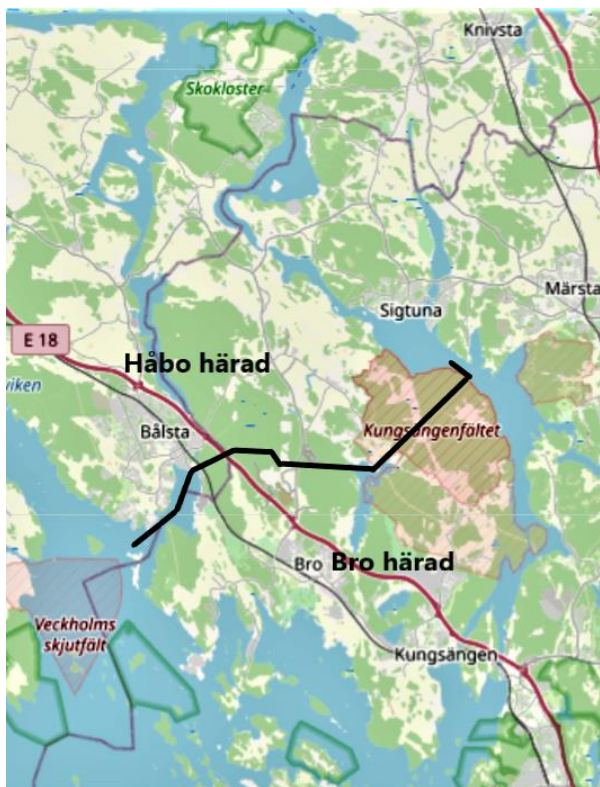 Knivsta
Skokloster
Sigtuna
Märsta
E 18
Håbo härad
viken
Kungsängenfältet
Bålsta
Bro
Bro härad
Veckholms
skjutfält
Kungsängen